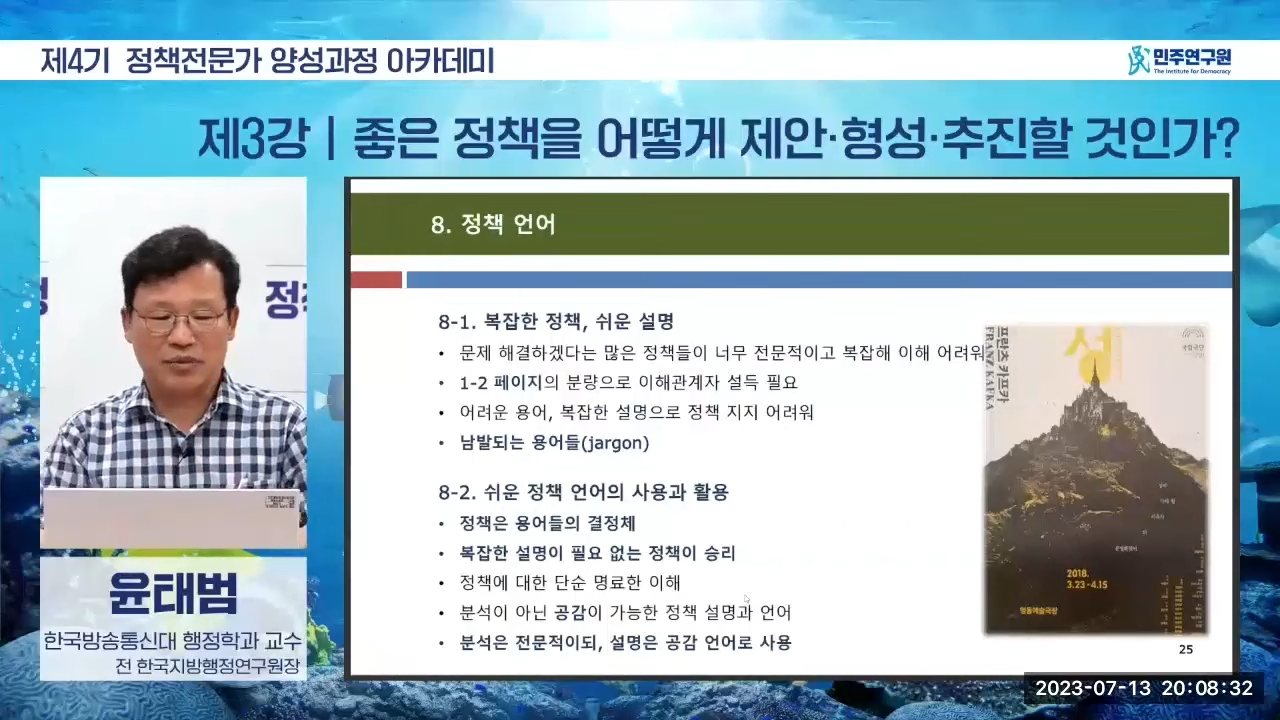 제4기 정책전문가 양성과정 아카데미
민주연구원
The Institute for Democracy
제3강 | 좋은 정책을 어떻게 제안·형성·추진할 것인가?
정
8. 정책 언어
8-1. 복잡한 정책, 쉬운 설명
• 문제 해결하겠다는 많은 정책들이 너무 전문적이고 복잡해 이해 어려워
• 1-2 페이지의 분량으로 이해관계자 설득 필요
• 어려운 용어, 복잡한 설명으로 정책 지지 어려워
• 남발되는 용어들(jargon)
8-2. 쉬운 정책 언어의 사용과 활용
• 정책은 용어들의 결정체
• 복잡한 설명이 필요 없는 정책이 승리
• 정책에 대한 단순 명료한 이해
• 분석이 아닌 공감이 가능한 정책 설명과 언어
• 분석은 전문적이되, 설명은 공감 언어로 사용
프란츠 카프카
FRANZ KAFKA
성
국립극단
2018.
3.23 - 4.15
명동예술극장
25
윤태범
한국방송통신대 행정학과 교수
전 한국지방행정연구원장
2023-07-13 20:08:32